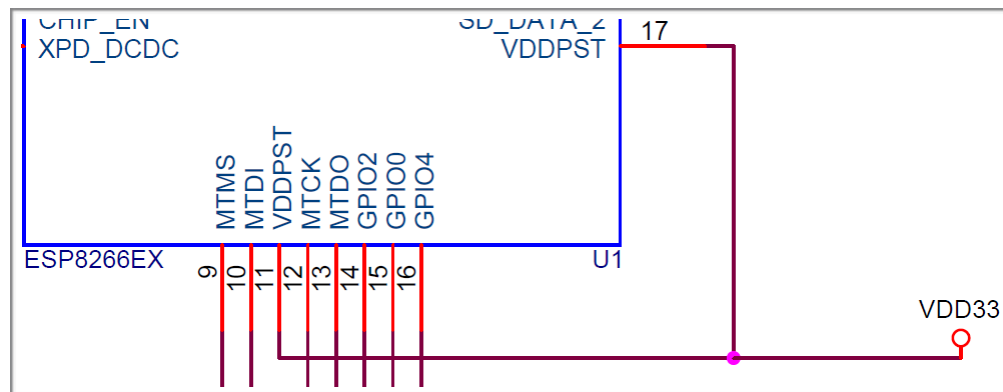 CHIP_EN
SD_DATA_2
17
XPD_DCDC
VDDPST
MTMS
MTDI
VDDPST
MTCK
MTDO
GPIO2
GPIO0
GPIO4
ESP8266EX
U1
9
10
11
12
13
14
15
16
VDD33